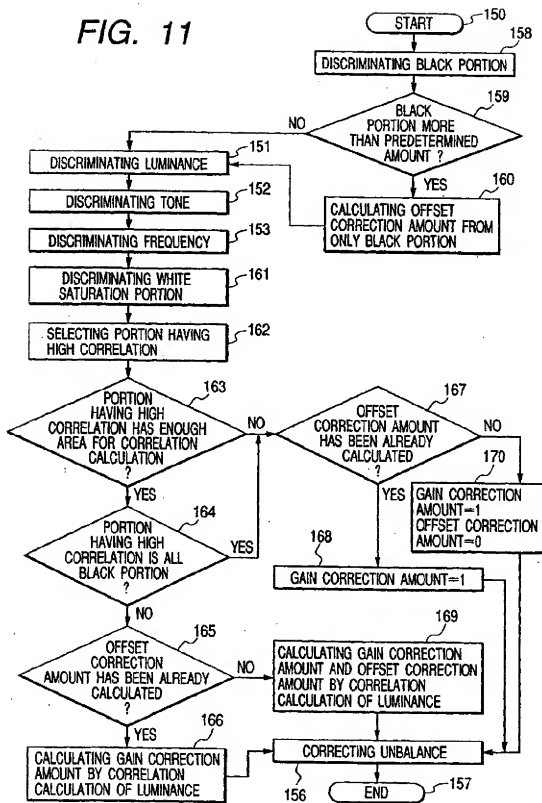 FIG. 11
START
150
158
DISCRIMINATING BLACK PORTION
159
BLACK
PORTION MORE
THAN PREDETERMINED
AMOUNT
?
NO
YES
160
CALCULATING OFFSET
CORRECTION AMOUNT FROM
ONLY BLACK PORTION
151
DISCRIMINATING LUMINANCE
152
DISCRIMINATING TONE
153
DISCRIMINATING FREQUENCY
161
DISCRIMINATING WHITE
SATURATION PORTION
162
SELECTING PORTION HAVING
HIGH CORRELATION
163
PORTION
HAVING HIGH
CORRELATION HAS ENOUGH
AREA FOR CORRELATION
CALCULATION
?
NO
YES
164
PORTION
HAVING HIGH
CORRELATION IS ALL
BLACK PORTION
?
YES
NO
167
OFFSET
CORRECTION AMOUNT
HAS BEEN ALREADY
CALCULATED
?
NO
YES
170
GAIN CORRECTION
AMOUNT=1
OFFSET CORRECTION
AMOUNT=0
168
GAIN CORRECTION AMOUNT=1
165
OFFSET
CORRECTION
AMOUNT HAS BEEN ALREADY
CALCULATED
?
NO
YES
169
CALCULATING GAIN CORRECTION
AMOUNT AND OFFSET CORRECTION
AMOUNT BY CORRELATION
CALCULATION OF LUMINANCE
166
CALCULATING GAIN CORRECTION
AMOUNT BY CORRELATION
CALCULATION OF LUMINANCE
CORRECTING UNBALANCE
156
END
157